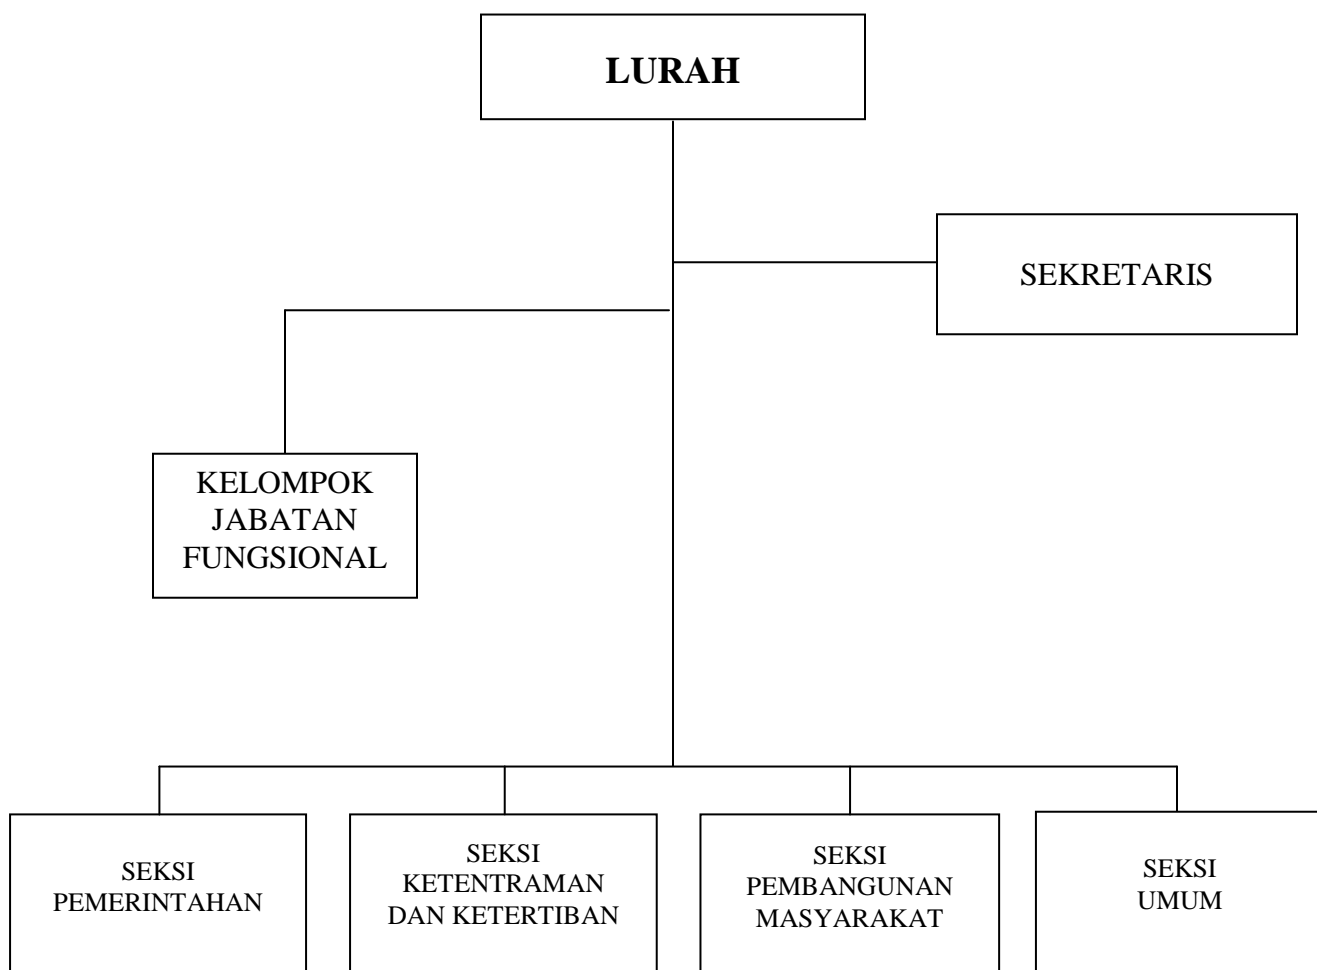 LURAH
SEKRETARIS
KELOMPOK
JABATAN
FUNGSIONAL
SEKSI
PEMERINTAHAN
SEKSI
KETENTRAMAN
DAN KETERTIBAN
SEKSI
PEMBANGUNAN
MASYARAKAT
SEKSI
UMUM